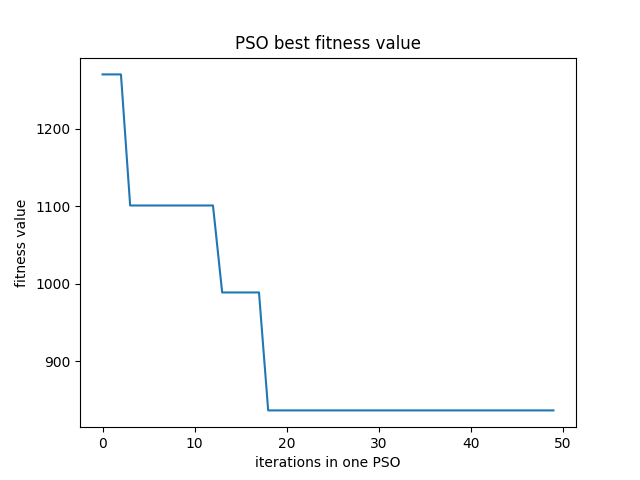 PSO best fitness value
fitness value
1200
1100
1000
900
0 10 20 30 40 50
iterations in one PSO